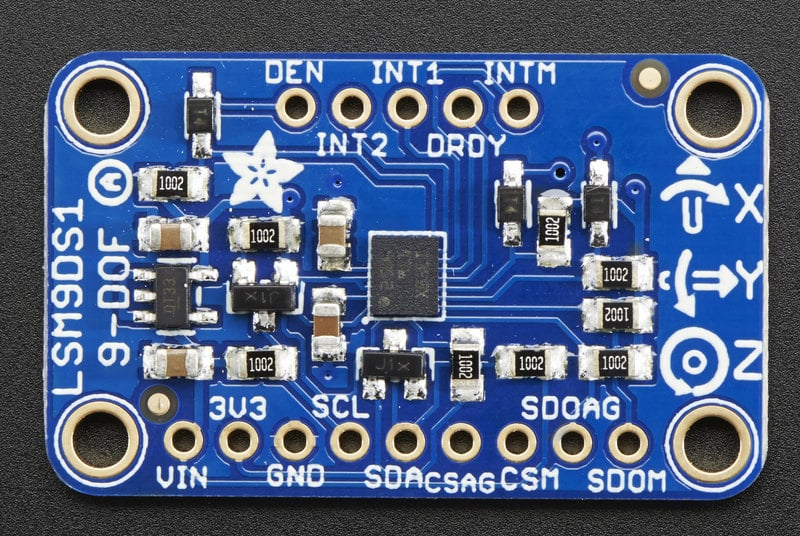 DEN INT1 INTM
INT2 DRDY
LSM9DS1
9-DOF
A
1002
1002
1002
1002
1002
1002
1002
1002
1002
J1X
X
Y
Z
3V3 SCL SDOAG
VIN GND SDA CSAG CSM SDOM